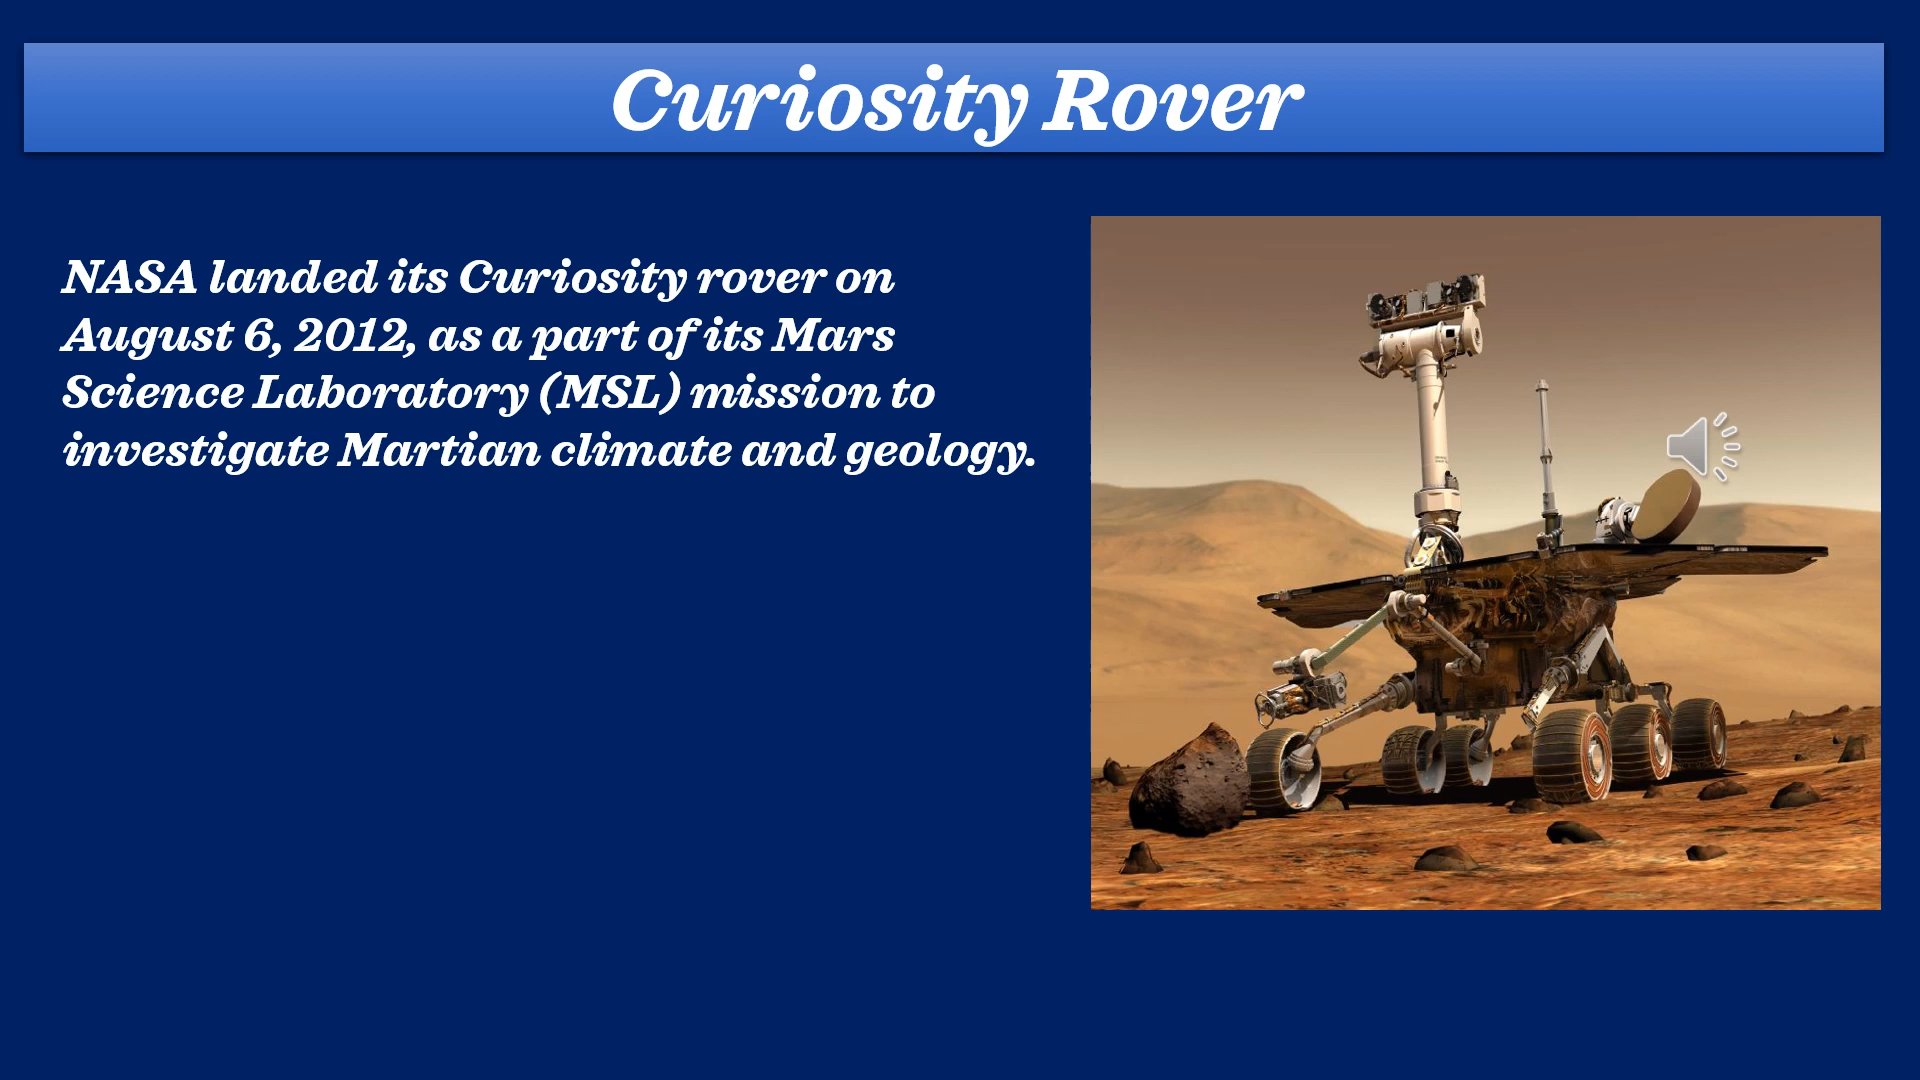 Curiosity Rover
NASA landed its Curiosity rover on
August 6, 2012, as a part of its Mars
Science Laboratory (MSL) mission to
investigate Martian climate and geology.